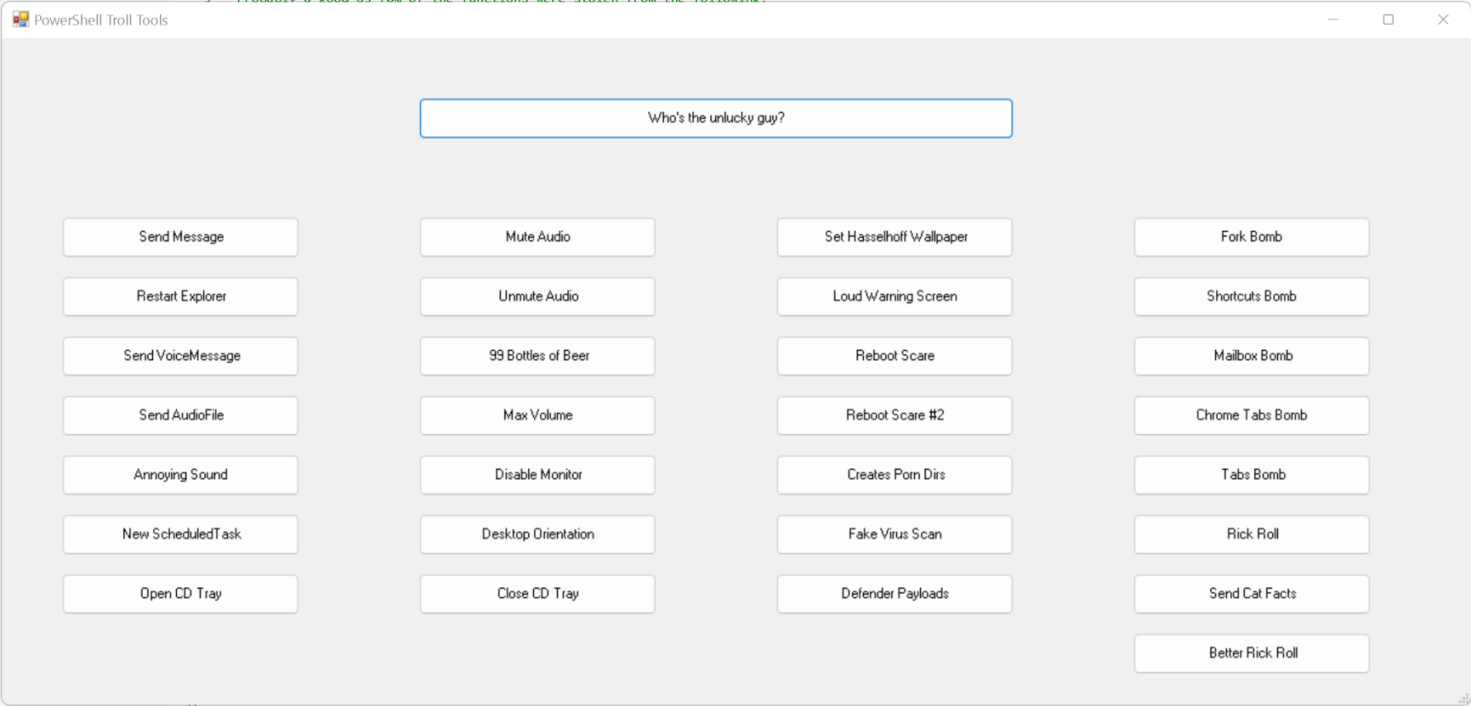 PowerShell Troll Tools
Who's the unlucky guy?
Send Message
Mute Audio
Set Hasselhoff Wallpaper
Fork Bomb
Restart Explorer
Unmute Audio
Loud Warning Screen
Shortcuts Bomb
Send VoiceMessage
99 Bottles of Beer
Reboot Scare
Mailbox Bomb
Send AudioFile
Max Volume
Reboot Scare #2
Chrome Tabs Bomb
Annoying Sound
Disable Monitor
Creates Porn Dirs
Tabs Bomb
New ScheduledTask
Desktop Orientation
Fake Virus Scan
Rick Roll
Open CD Tray
Close CD Tray
Defender Payloads
Send Cat Facts
Better Rick Roll